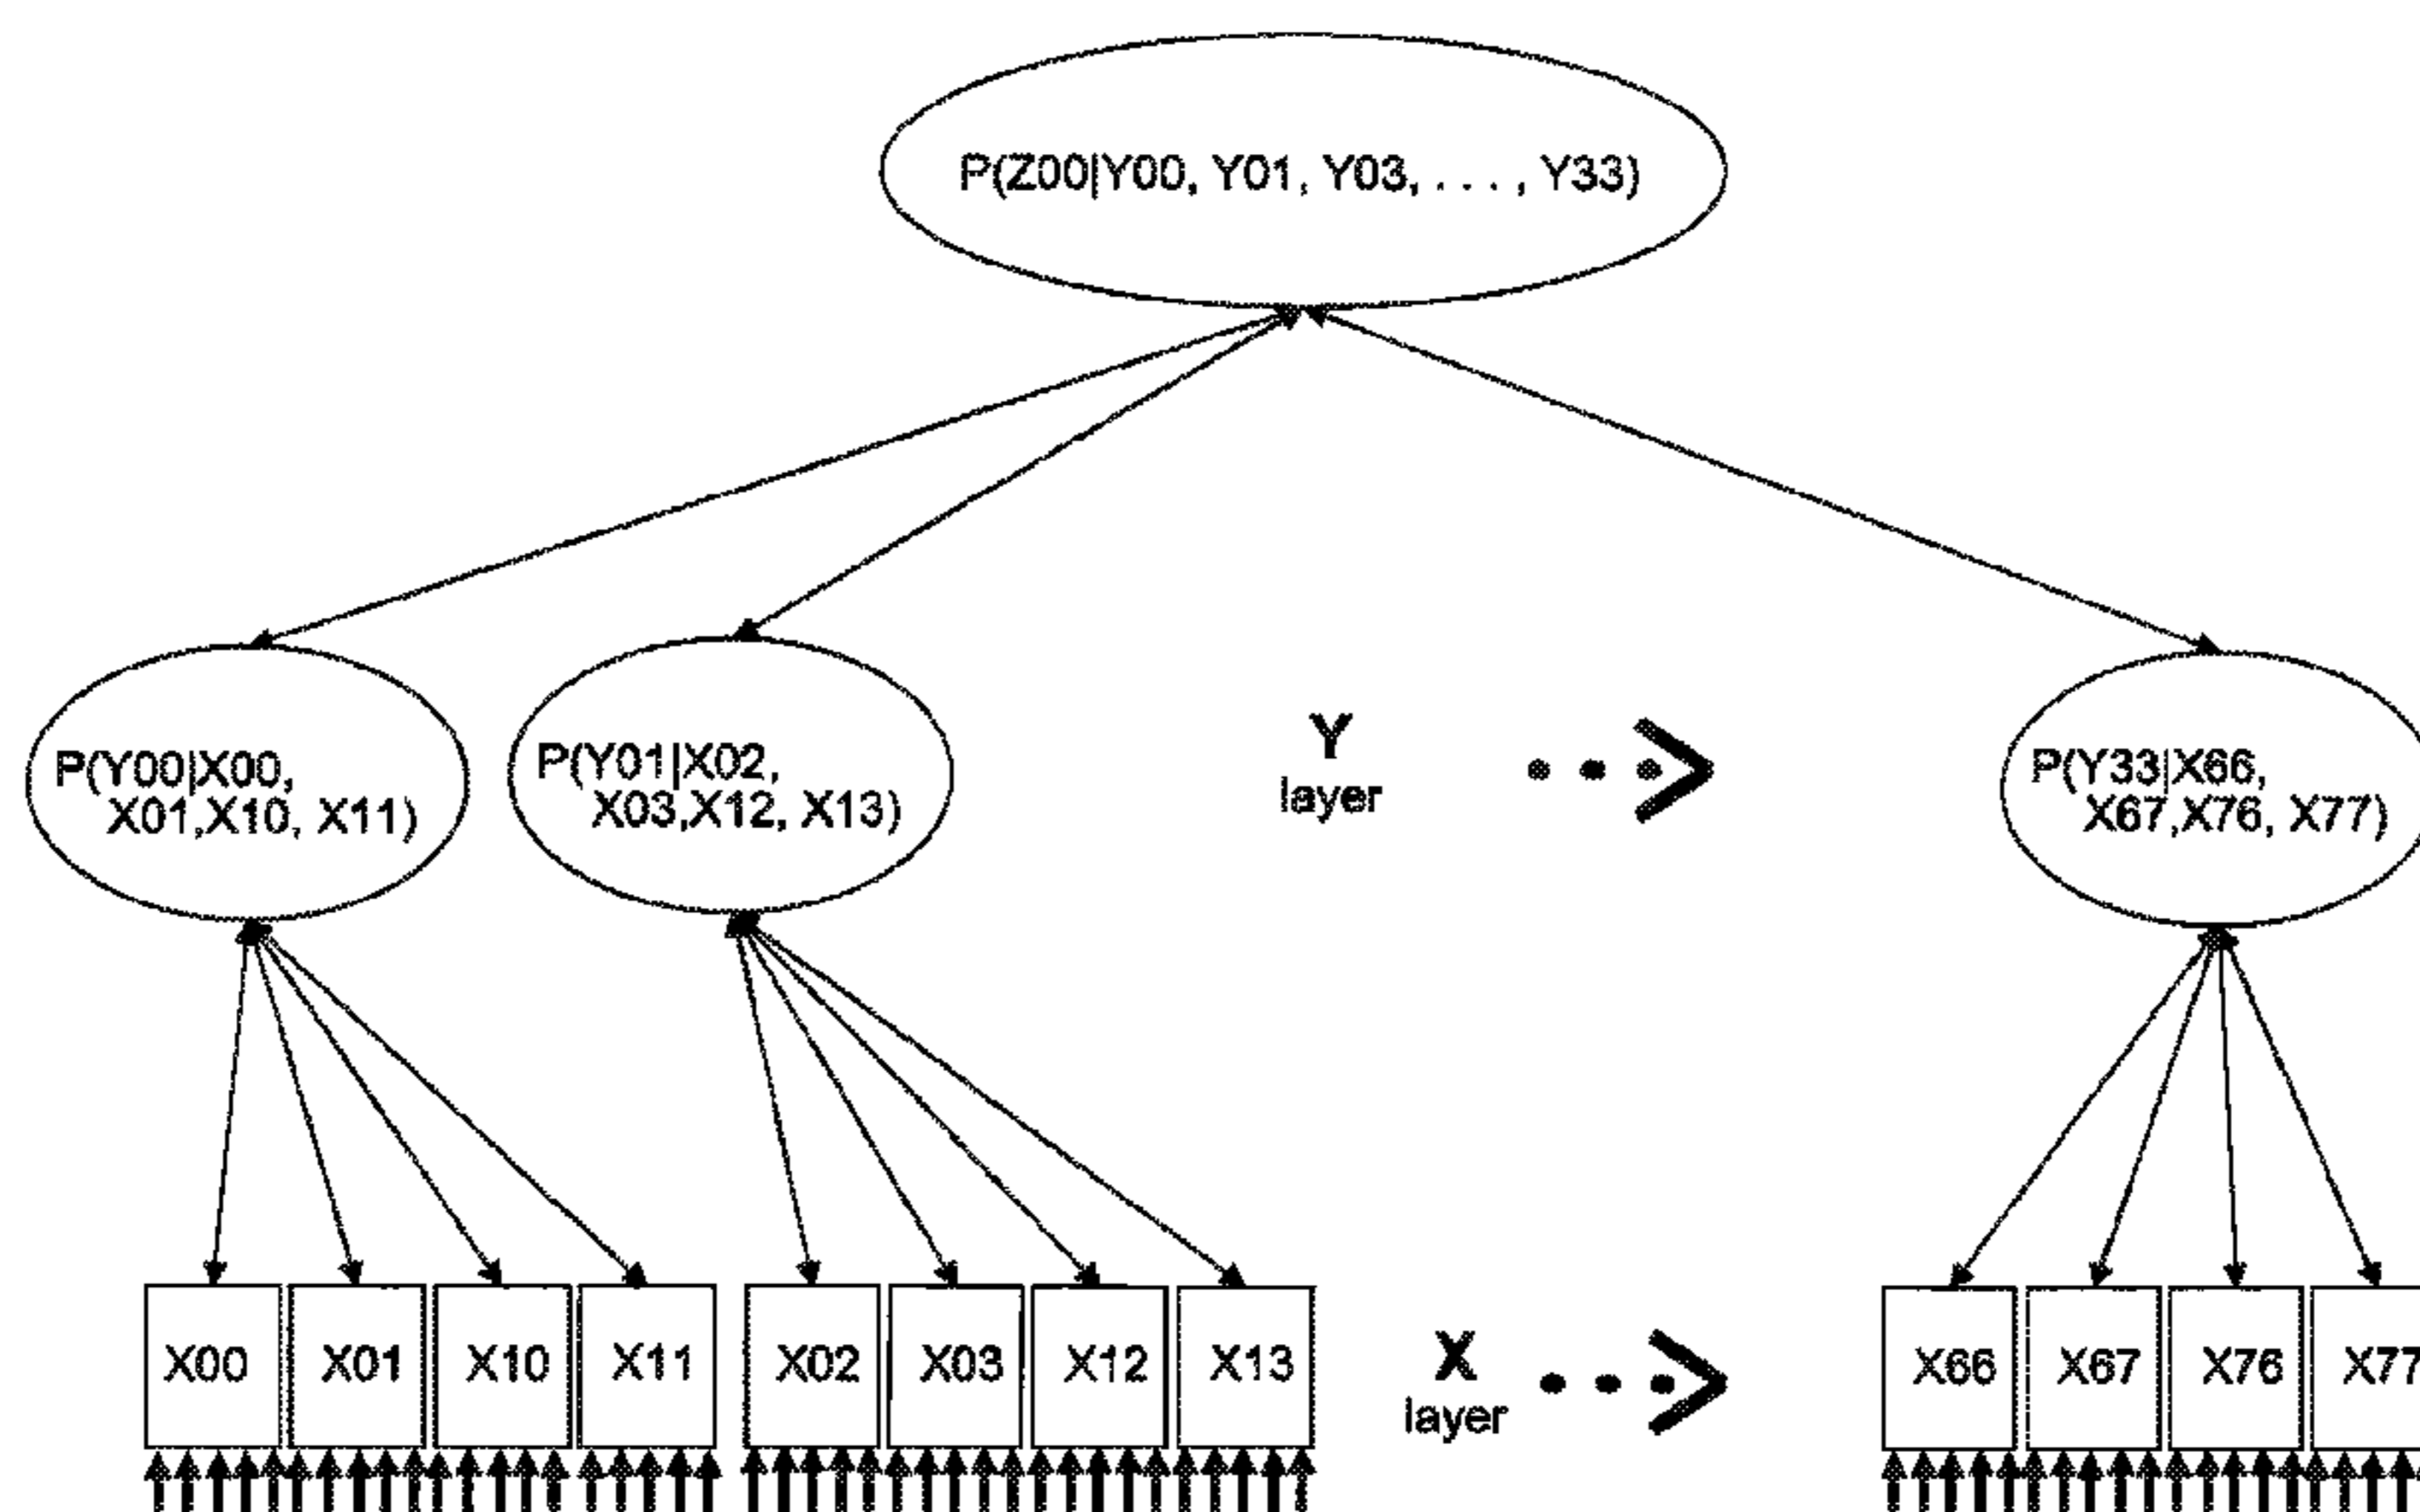 P(Z00|Y00, Y01, Y03, . . . , Y33)
P(Y00|X00,
X01,X10, X11)
P(Y01|X02,
X03,X12, X13)
Y
layer
P(Y33|X66,
X67,X76, X77)
X00 X01 X10 X11 X02 X03 X12 X13
X
layer
X66 X67 X76 X77